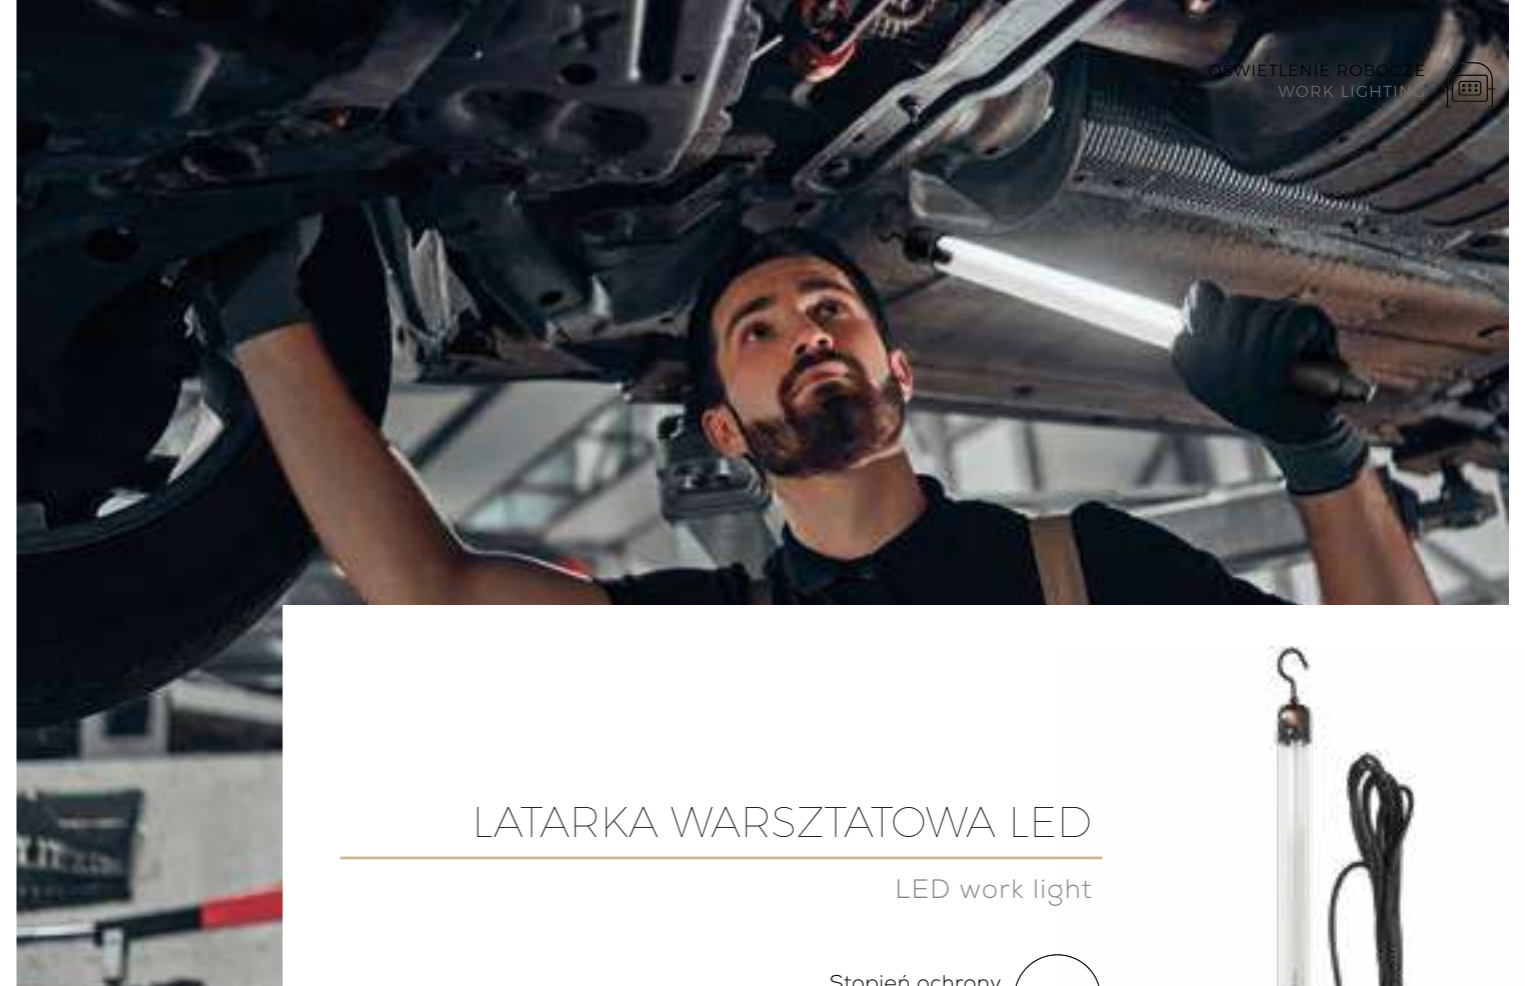 OŚWIETLENIE ROBOCZE
WORK LIGHTING
LATARKA WARSZTATOWA LED
LED work light
Stopień ochrony